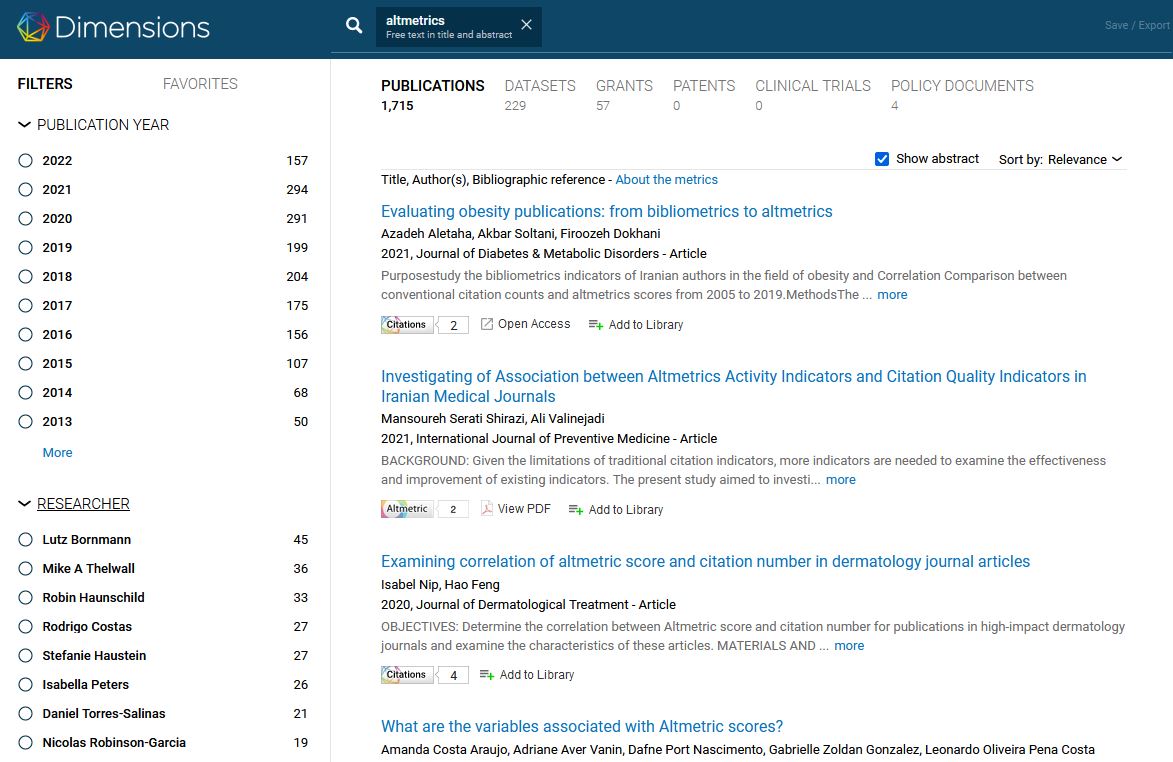 Dimensions
altmetrics
Free text in title and abstract
Save / Export
FILTERS
FAVORITES
PUBLICATION YEAR
2022 157
2021 294
2020 291
2019 199
2018 204
2017 175
2016 156
2015 107
2014 68
2013 50
More
RESEARCHER
Lutz Bornmann 45
Mike A Thelwall 36
Robin Haunschild 33
Rodrigo Costas 27
Stefanie Haustein 27
Isabella Peters 26
Daniel Torres-Salinas 21
Nicolas Robinson-Garcia 19
PUBLICATIONS DATASETS GRANTS PATENTS CLINICAL TRIALS POLICY DOCUMENTS
1,715 229 57 0 0 4
Show abstract Sort by: Relevance
Title, Author(s), Bibliographic reference - About the metrics
Evaluating obesity publications: from bibliometrics to altmetrics
Azadeh Aletaha, Akbar Soltani, Firoozeh Dokhani
2021, Journal of Diabetes & Metabolic Disorders - Article
Purposestudy the bibliometrics indicators of Iranian authors in the field of obesity and Correlation Comparison between
conventional citation counts and altmetrics scores from 2005 to 2019.MethodsThe ... more
Citations 2 Open Access Add to Library
Investigating of Association between Altmetrics Activity Indicators and Citation Quality Indicators in
Iranian Medical Journals
Mansoureh Serati Shirazi, Ali Valinejadi
2021, International Journal of Preventive Medicine - Article
BACKGROUND: Given the limitations of traditional citation indicators, more indicators are needed to examine the effectiveness
and improvement of existing indicators. The present study aimed to investi... more
Altmetric 2 View PDF Add to Library
Examining correlation of altmetric score and citation number in dermatology journal articles
Isabel Nip, Hao Feng
2020, Journal of Dermatological Treatment - Article
OBJECTIVES: Determine the correlation between Altmetric score and citation number for publications in high-impact dermatology
journals and examine the characteristics of these articles. MATERIALS AND ... more
Citations 4 Add to Library
What are the variables associated with Altmetric scores?
Amanda Costa Araujo, Adriane Aver Vanin, Dafne Port Nascimento, Gabrielle Zoldan Gonzalez, Leonardo Oliveira Pena Costa